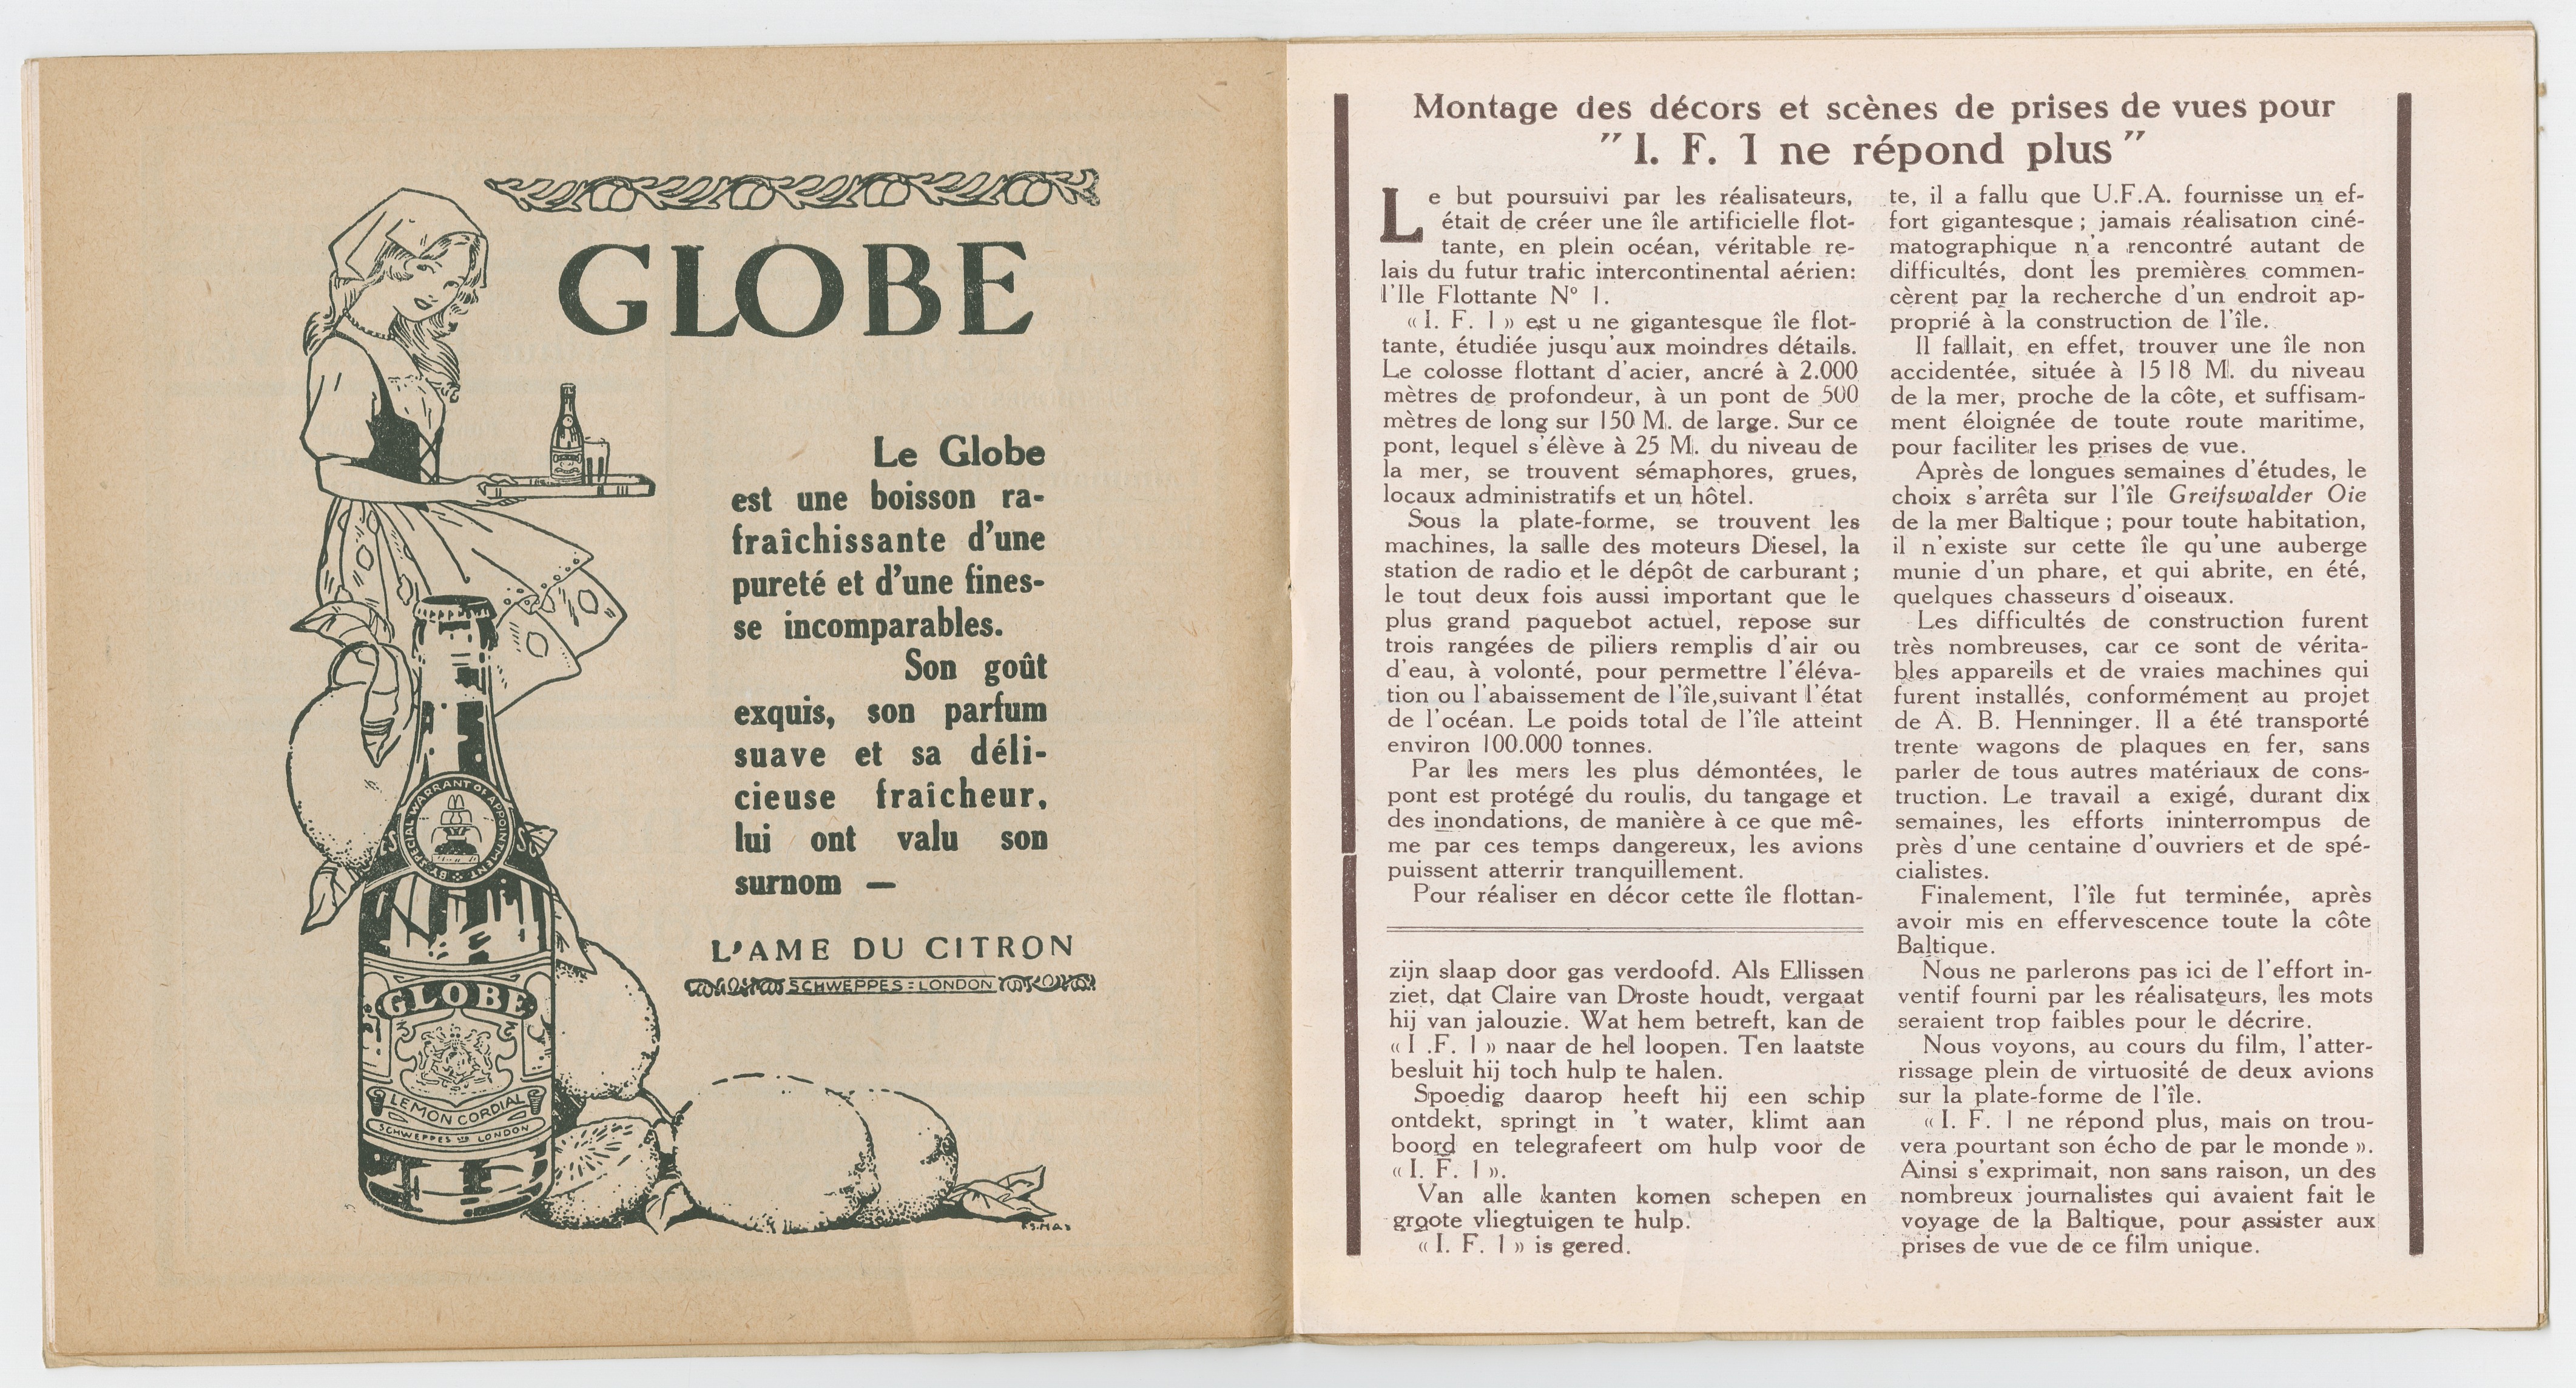 GLOBE
Le Globe
est une boisson ra-
fraîchissante d'une
pureté et d'une fines-
se incomparables.
Son goût
exquis, son parfum
suave et sa déli-
cieuse fraîcheur,
lui ont valu son
surnom —
L'AME DU CITRON
SCHWEPPES : LONDON
BY SPECIAL WARRANT OF APPOINTMENT
GLOBE
LEMON CORDIAL
SCHWEPPES LTD LONDON
Montage des décors et scènes de prises de vues pour
"I. F. 1 ne répond plus"
Le but poursuivi par les réalisateurs,
était de créer une île artificielle flot-
tante, en plein océan, véritable re-
lais du futur trafic intercontinental aérien:
l'Ile Flottante N° 1.
« I. F. 1 » est u ne gigantesque île flot-
tante, étudiée jusqu'aux moindres détails.
Le colosse flottant d'acier, ancré à 2.000
mètres de profondeur, à un pont de 500
mètres de long sur 150 M. de large. Sur ce
pont, lequel s'élève à 25 M. du niveau de
la mer, se trouvent sémaphores, grues,
locaux administratifs et un hôtel.
Sous la plate-forme, se trouvent les
machines, la salle des moteurs Diesel, la
station de radio et le dépôt de carburant ;
le tout deux fois aussi important que le
plus grand paquebot actuel, repose sur
trois rangées de piliers remplis d'air ou
d'eau, à volonté, pour permettre l'éléva-
tion ou l'abaissement de l'île,suivant l'état
de l'océan. Le poids total de l'île atteint
environ 100.000 tonnes.
Par les mers les plus démontées, le
pont est protégé du roulis, du tangage et
des inondations, de manière à ce que mê-
me par ces temps dangereux, les avions
puissent atterrir tranquillement.
Pour réaliser en décor cette île flottan-
zijn slaap door gas verdoofd. Als Ellissen
ziet, dat Claire van Droste houdt, vergaat
hij van jalouzie. Wat hem betreft, kan de
« I .F. 1 » naar de hel loopen. Ten laatste
besluit hij toch hulp te halen.
Spoedig daarop heeft hij een schip
ontdekt, springt in 't water, klimt aan
boord en telegrafeert om hulp voor de
« I. F. 1 ».
Van alle kanten komen schepen en
groote vliegtuigen te hulp.
« I. F. 1 » is gered.
te, il a fallu que U.F.A. fournisse un ef-
fort gigantesque ; jamais réalisation ciné-
matographique n'a rencontré autant de
difficultés, dont les premières commen-
cèrent par la recherche d'un endroit ap-
proprié à la construction de l'île.
Il fallait, en effet, trouver une île non
accidentée, située à 15 18 M. du niveau
de la mer, proche de la côte, et suffisam-
ment éloignée de toute route maritime,
pour faciliter les prises de vue.
Après de longues semaines d'études, le
choix s'arrêta sur l'île Greifswalder Oie
de la mer Baltique ; pour toute habitation,
il n'existe sur cette île qu'une auberge
munie d'un phare, et qui abrite, en été,
quelques chasseurs d'oiseaux.
Les difficultés de construction furent
très nombreuses, car ce sont de vérita-
bles appareils et de vraies machines qui
furent installés, conformément au projet
de A. B. Henninger. Il a été transporté
trente wagons de plaques en fer, sans
parler de tous autres matériaux de cons-
truction. Le travail a exigé, durant dix
semaines, les efforts ininterrompus de
près d'une centaine d'ouvriers et de spé-
cialistes.
Finalement, l'île fut terminée, après
avoir mis en effervescence toute la côte
Baltique.
Nous ne parlerons pas ici de l'effort in-
ventif fourni par les réalisateurs, les mots
seraient trop faibles pour le décrire.
Nous voyons, au cours du film, l'atter-
rissage plein de virtuosité de deux avions
sur la plate-forme de l'île.
« I. F. 1 ne répond plus, mais on trou-
vera pourtant son écho de par le monde ».
Ainsi s'exprimait, non sans raison, un des
nombreux journalistes qui avaient fait le
voyage de la Baltique, pour assister aux
prises de vue de ce film unique.